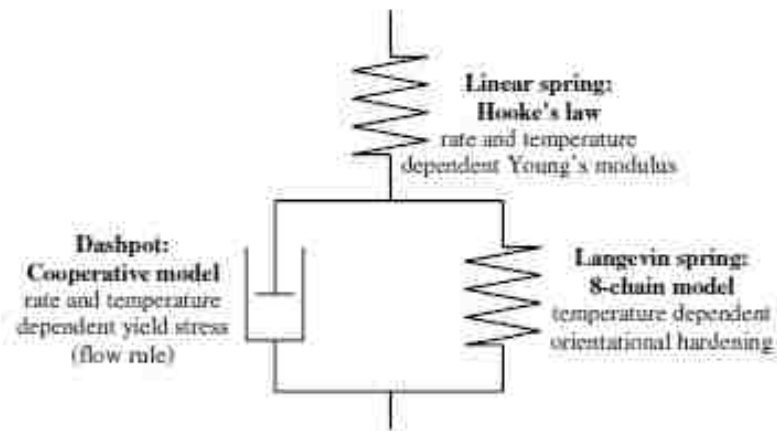 Linear spring:
Hooke's law
rate and temperature
dependent Young's modulus
Dashpot:
Cooperative model
rate and temperature
dependent yield stress
(flow rule)
Langevin spring:
8-chain model
temperature dependent
orientational hardening